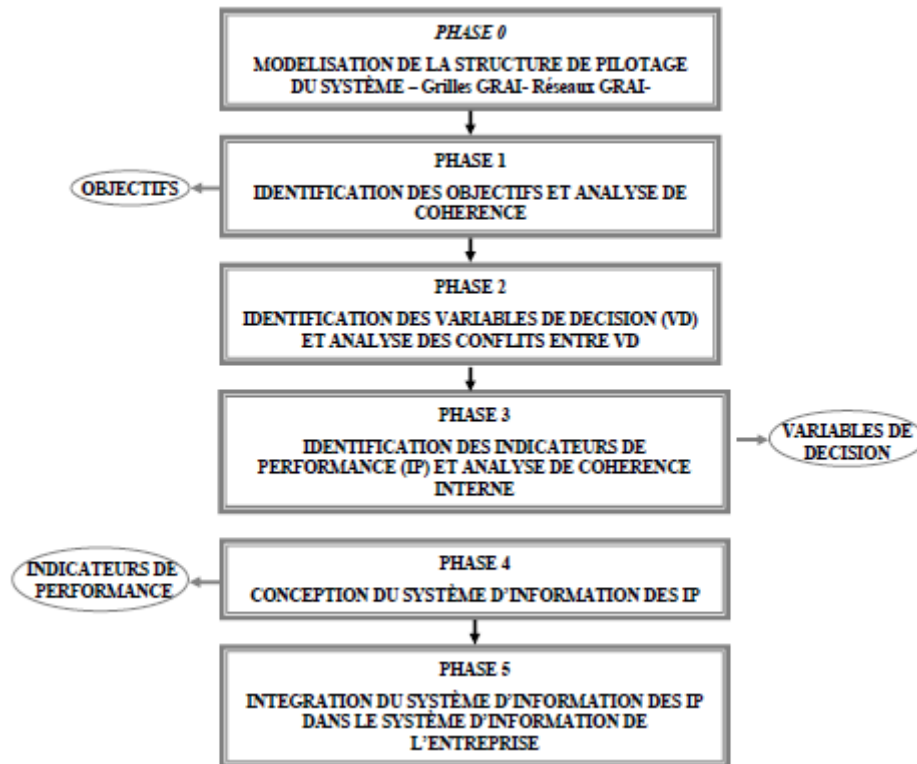 PHASE 0
MODELISATION DE LA STRUCTURE DE PILOTAGE
DU SYSTÈME – Grilles GRAI- Réseaux GRAI-
PHASE 1
IDENTIFICATION DES OBJECTIFS ET ANALYSE DE
COHERENCE
OBJECTIFS
PHASE 2
IDENTIFICATION DES VARIABLES DE DECISION (VD)
ET ANALYSE DES CONFLITS ENTRE VD
PHASE 3
IDENTIFICATION DES INDICATEURS DE
PERFORMANCE (IP) ET ANALYSE DE COHERENCE
INTERNE
VARIABLES DE
DECISION
INDICATEURS DE
PERFORMANCE
PHASE 4
CONCEPTION DU SYSTÈME D'INFORMATION DES IP
PHASE 5
INTEGRATION DU SYSTÈME D'INFORMATION DES IP
DANS LE SYSTÈME D'INFORMATION DE
L'ENTREPRISE